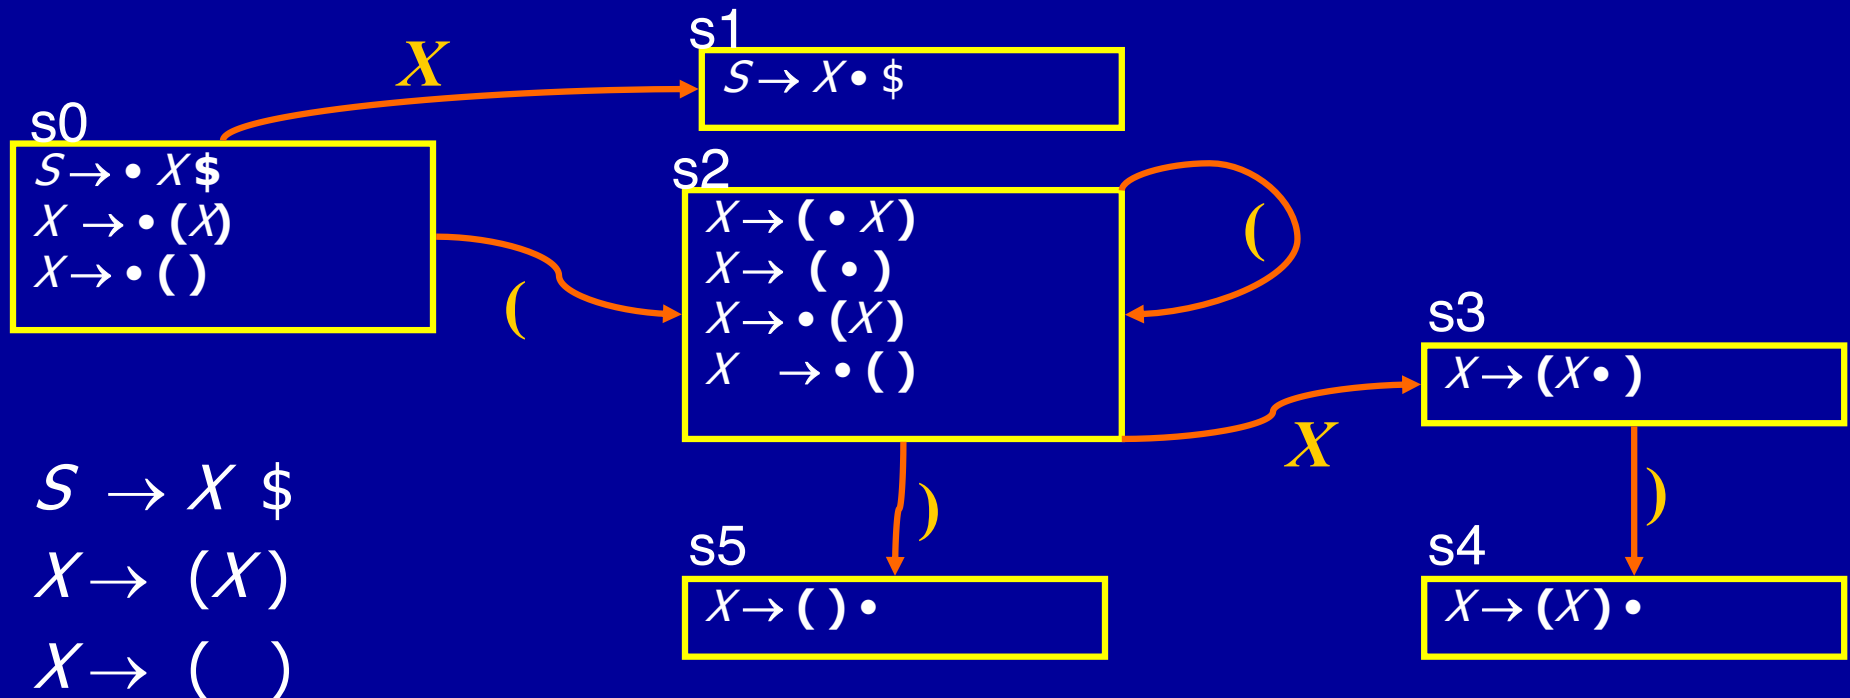 s1
X
S → X • $
s0
S → • X $
X → • (X)
X → • ( )
(
s2
X → ( • X )
X → ( • )
X → • (X )
X → • ( )
(
X
s3
X → (X • )
)
)
s5
X → ( ) •
s4
X → (X ) •
S → X $
X → (X )
X → ( )